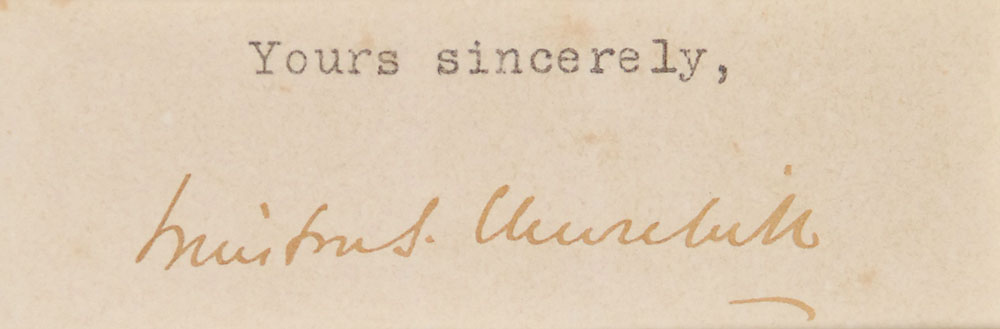 Yours sincerely,
Winston S. Churchill